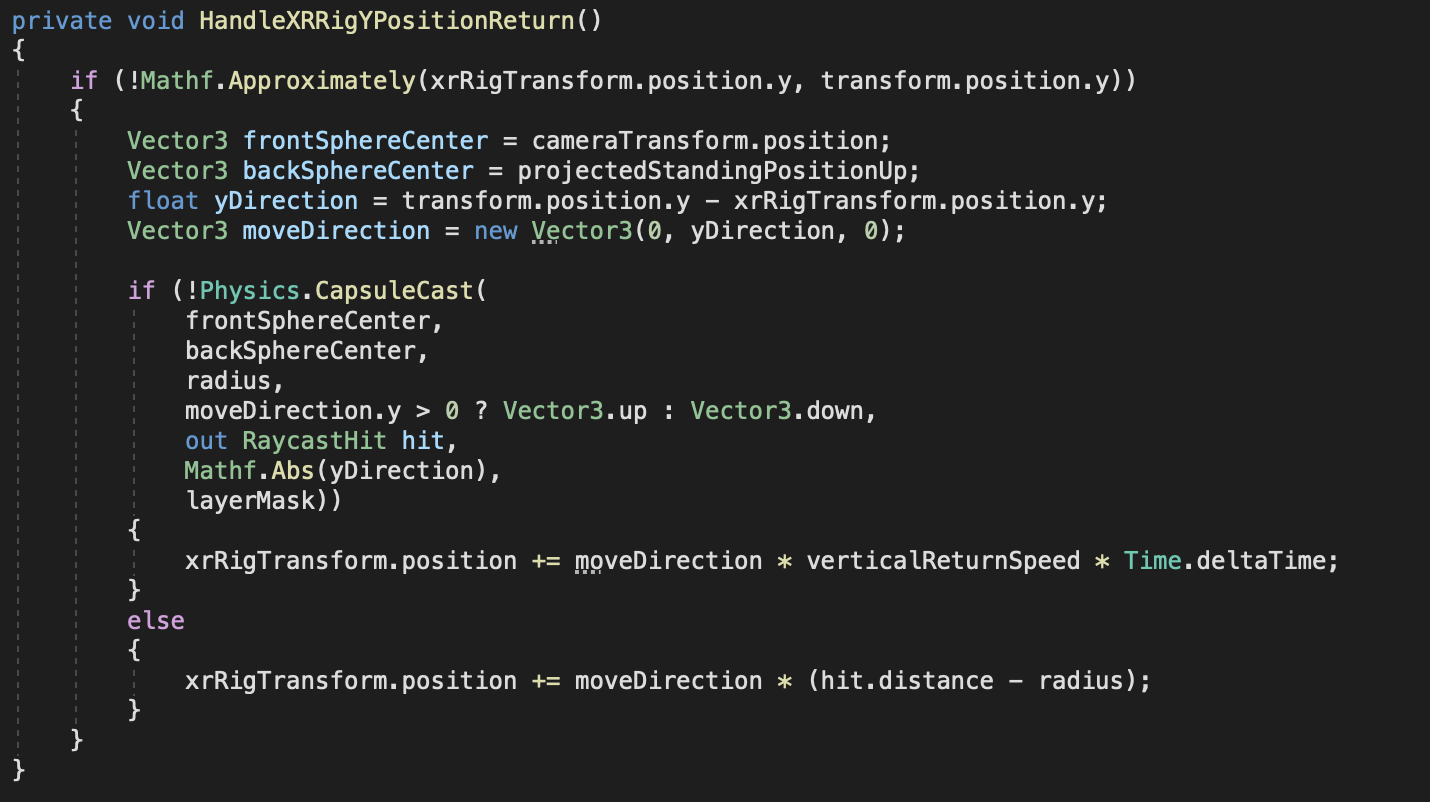 private void HandleXRRigYPositionReturn()
{
    if (!Mathf.Approximately(xrRigTransform.position.y, transform.position.y))
    {
        Vector3 frontSphereCenter = cameraTransform.position;
        Vector3 backSphereCenter = projectedStandingPositionUp;
        float yDirection = transform.position.y - xrRigTransform.position.y;
        Vector3 moveDirection = new Vector3(0, yDirection, 0);

        if (!Physics.CapsuleCast(
            frontSphereCenter,
            backSphereCenter,
            radius,
            moveDirection.y > 0 ? Vector3.up : Vector3.down,
            out RaycastHit hit,
            Mathf.Abs(yDirection),
            layerMask))
        {
            xrRigTransform.position += moveDirection * verticalReturnSpeed * Time.deltaTime;
        }
        else
        {
            xrRigTransform.position += moveDirection * (hit.distance - radius);
        }
    }
}